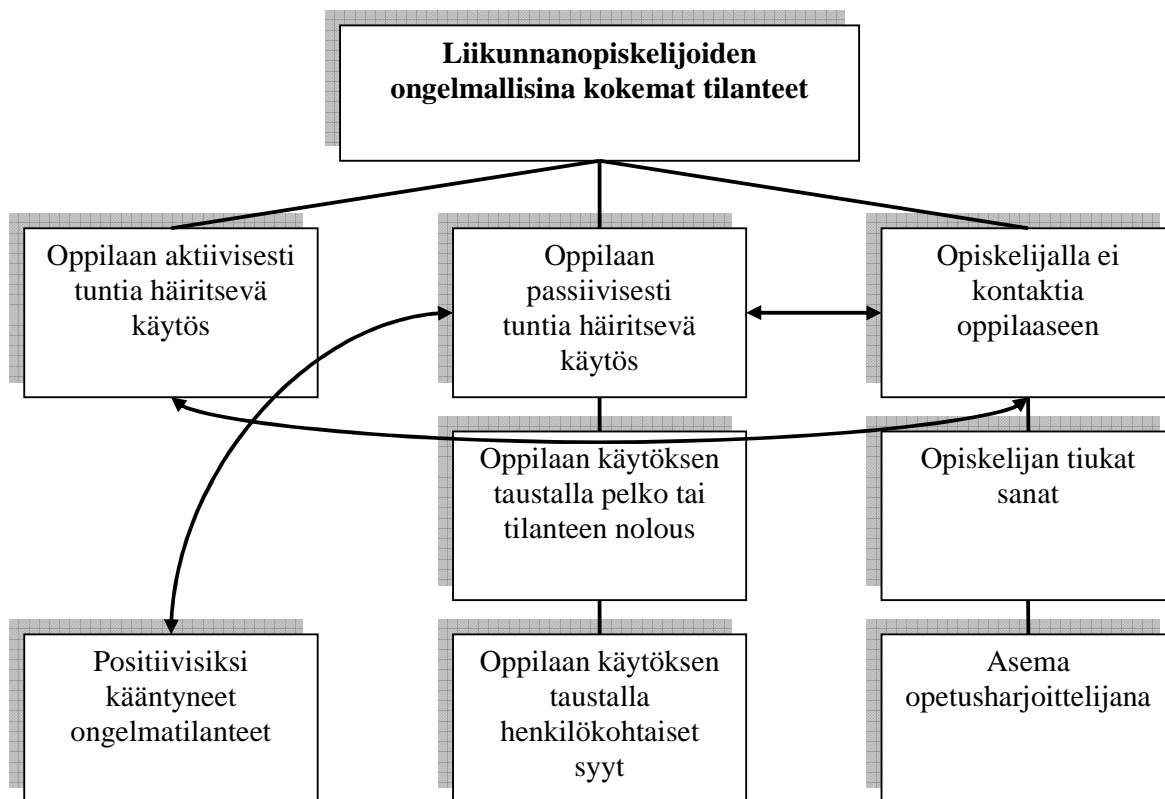 Liikunnanopiskelijoiden
ongelmallisina kokemat tilanteet
Oppilaan aktiivisesti
tuntia häiritsevä
käytös
Oppilaan
passiivisesti
tuntia häiritsevä
käytös
Opiskelijalla ei
kontaktia
oppilaaseen
Oppilaan käytöksen
taustalla pelko tai
tilanteen nolous
Opiskelijan tiukat
sanat
Positiivisiksi
kääntyneet
ongelmatilanteet
Oppilaan käytöksen
taustalla
henkilökohtaiset
syyt
Asema
opetusharjoittelijana